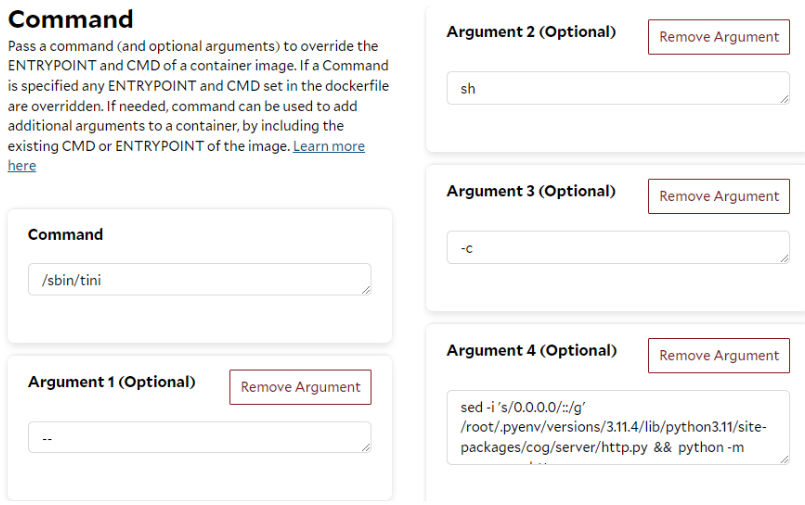 Command
Pass a command (and optional arguments) to override the
ENTRYPOINT and CMD of a container image. If a Command
is specified any ENTRYPOINT and CMD set in the dockerfile
are overridden. If needed, command can be used to add
additional arguments to a container, by including the
existing CMD or ENTRYPOINT of the image. Learn more
here
Command
/sbin/tini
Argument 1 (Optional)
Remove Argument
--
Argument 2 (Optional)
Remove Argument
sh
Argument 3 (Optional)
Remove Argument
-c
Argument 4 (Optional)
Remove Argument
sed -i 's/0.0.0.0/::/g'
/root/.pyenv/versions/3.11.4/lib/python3.11/site-
packages/cog/server/http.py && python -m